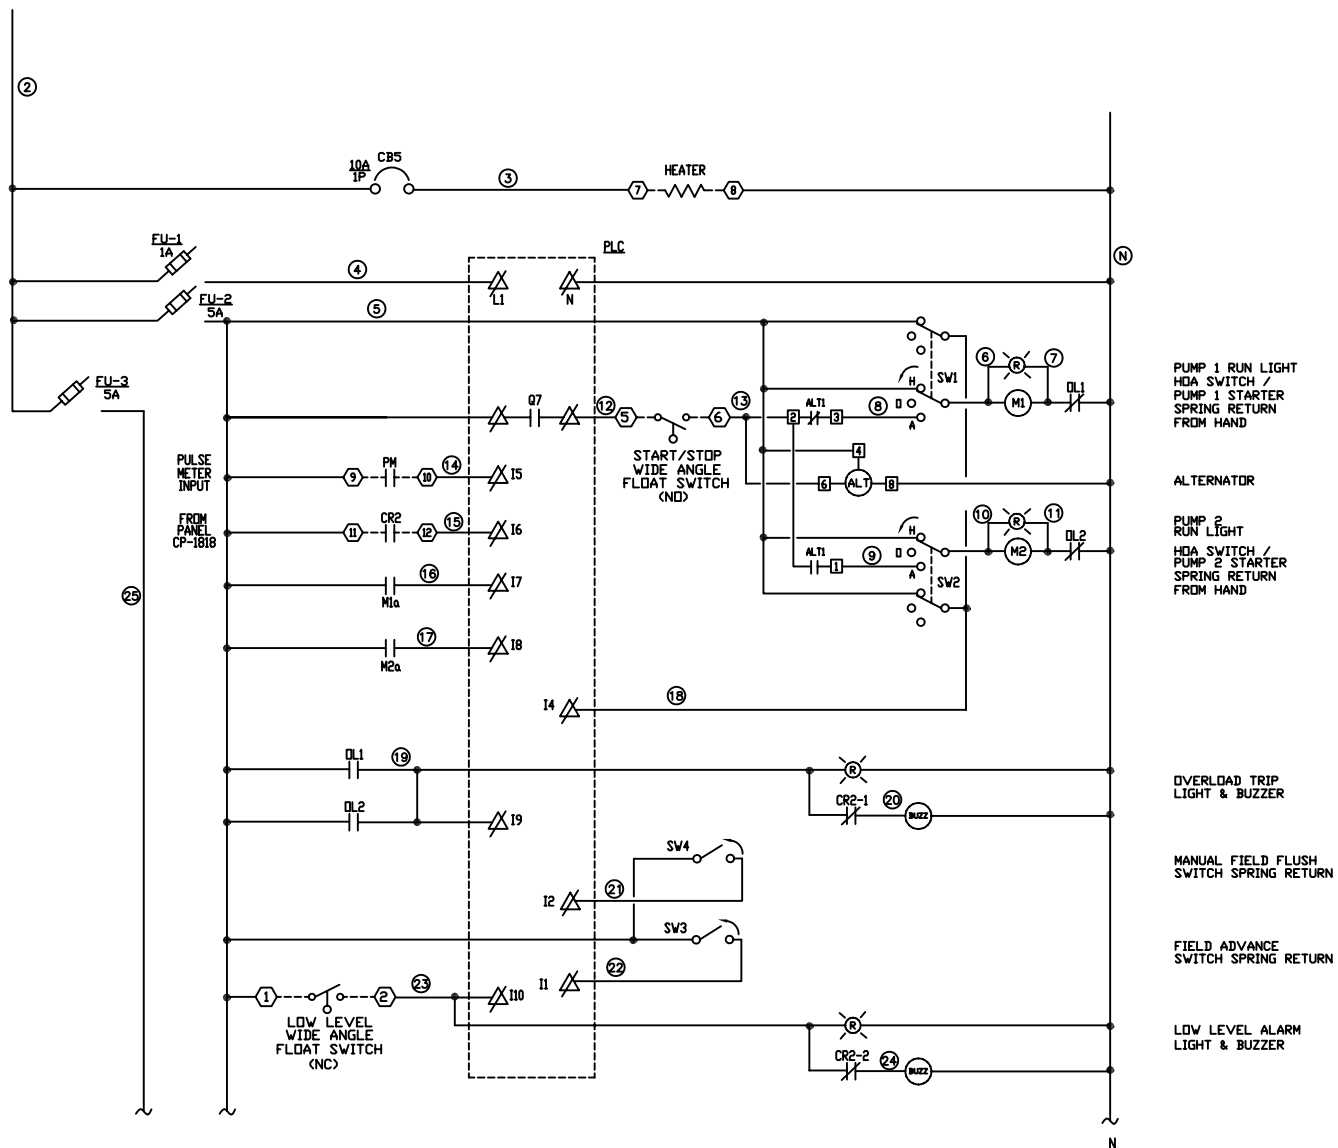 2
10A
1P
CB5
3
7
HEATER
8
FU-1
1A
4
PLC
N
L1
N
FU-2
5A
5
FU-3
5A
SW1
H
O
A
6
R
7
M1
OL1
PUMP 1 RUN LIGHT
HOA SWITCH /
PUMP 1 STARTER
SPRING RETURN
FROM HAND
Q7
12
5
6
13
2
ALT1
3
8
START/STOP
WIDE ANGLE
FLOAT SWITCH
(NO)
PULSE
METER
INPUT
9
PM
10
14
I5
4
6
ALT
8
ALTERNATOR
FROM
PANEL
CP-1818
11
CR2
12
15
I6
H
O
A
10
R
11
M2
OL2
PUMP 2
RUN LIGHT
HOA SWITCH /
PUMP 2 STARTER
SPRING RETURN
FROM HAND
ALT1
1
9
SW2
25
16
M1a
I7
17
M2a
I8
I4
18
OL1
19
R
OL2
I9
CR2-1
20
BUZZ
OVERLOAD TRIP
LIGHT & BUZZER
SW4
I2
21
MANUAL FIELD FLUSH
SWITCH SPRING RETURN
SW3
I1
22
FIELD ADVANCE
SWITCH SPRING RETURN
1
2
23
I10
LOW LEVEL
WIDE ANGLE
FLOAT SWITCH
(NC)
R
CR2-2
24
BUZZ
LOW LEVEL ALARM
LIGHT & BUZZER
N